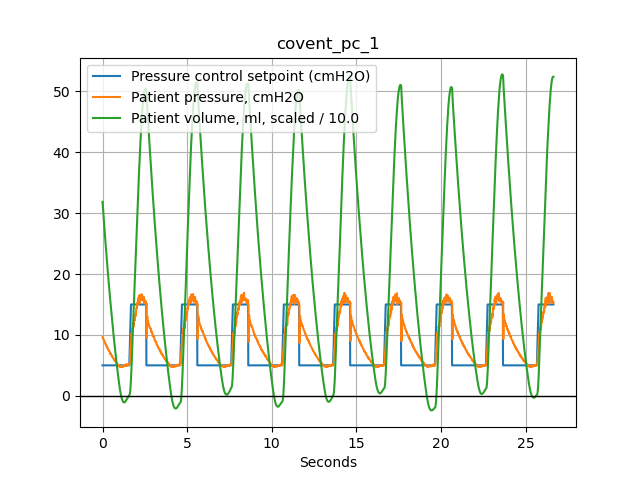 covent_pc_1
Pressure control setpoint (cmH2O)
Patient pressure, cmH2O
Patient volume, ml, scaled / 10.0
50
40
30
20
10
0
0 5 10 15 20 25
Seconds